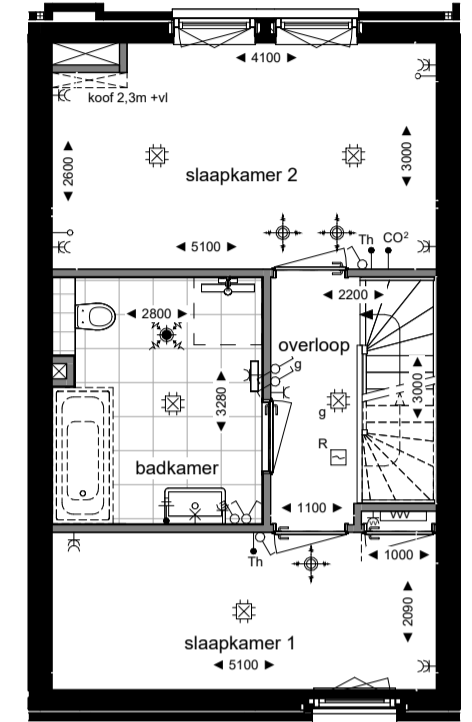 4100
koof 2,3m +vl
2600
3000
slaapkamer 2
5100
Th CO²
2200
2800
overloop
g
3280
3000
g
R
badkamer
1100
Th
1000
2090
slaapkamer 1
5100